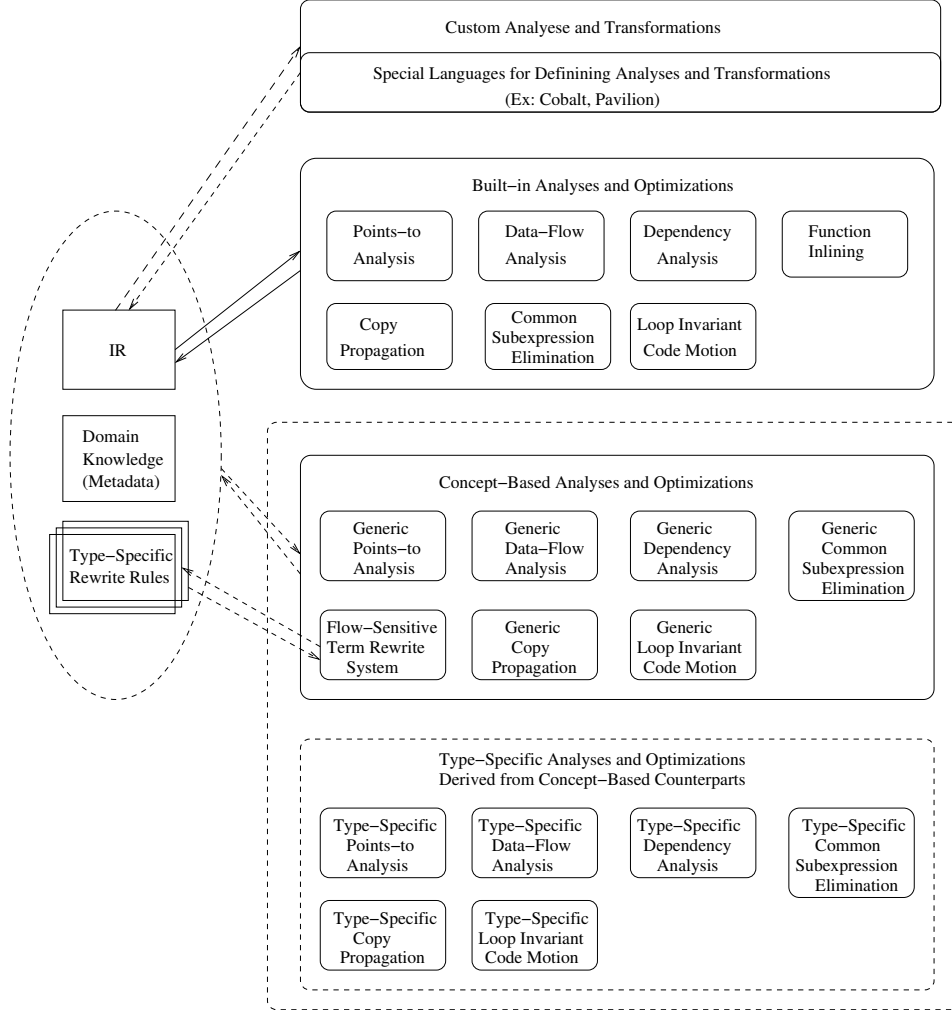 Custom Analyese and Transformations
Special Languages for Definining Analyses and Transformations
(Ex: Cobalt, Pavilion)
Built−in Analyses and Optimizations
Points−to
Analysis
Data−Flow
Analysis
Dependency
Analysis
Function
Inlining
Copy
Propagation
Common
Subexpression
Elimination
Loop Invariant
Code Motion
IR
Domain
Knowledge
(Metadata)
Type−Specific
Rewrite Rules
Concept−Based Analyses and Optimizations
Generic
Points−to
Analysis
Generic
Data−Flow
Analysis
Generic
Dependency
Analysis
Generic
Common
Subexpression
Elimination
Flow−Sensitive
Term Rewrite
System
Generic
Copy
Propagation
Generic
Loop Invariant
Code Motion
Type−Specific Analyses and Optimizations
Derived from Concept−Based Counterparts
Type−Specific
Points−to
Analysis
Type−Specific
Data−Flow
Analysis
Type−Specific
Dependency
Analysis
Type−Specific
Common
Subexpression
Elimination
Type−Specific
Copy
Propagation
Type−Specific
Loop Invariant
Code Motion